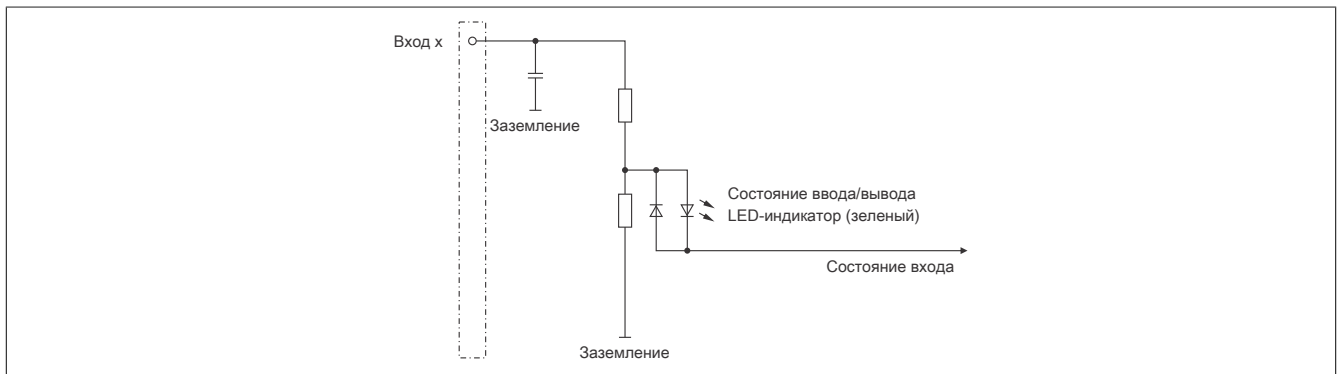 Вход x
Заземление
Состояние ввода/вывода
LED-индикатор (зеленый)
Состояние входа
Заземление